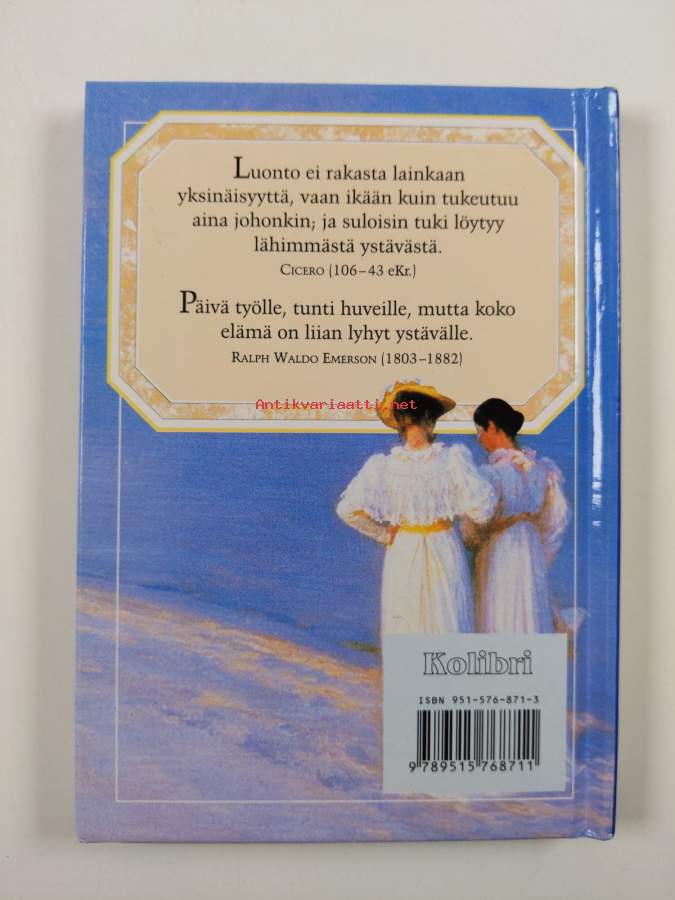 Luonto ei rakasta lainkaan
yksinäisyyttä, vaan ikään kuin tukeutuu
aina johonkin; ja suloisin tuki löytyy
lähimmästä ystävästä.
CICERO (106–43 eKr.)
Päivä työlle, tunti huveille, mutta koko
elämä on liian lyhyt ystävälle.
RALPH WALDO EMERSON (1803–1882)
Antikvariaatti.net
Kolibri
ISBN 951-576-871-3
9 789515 768711